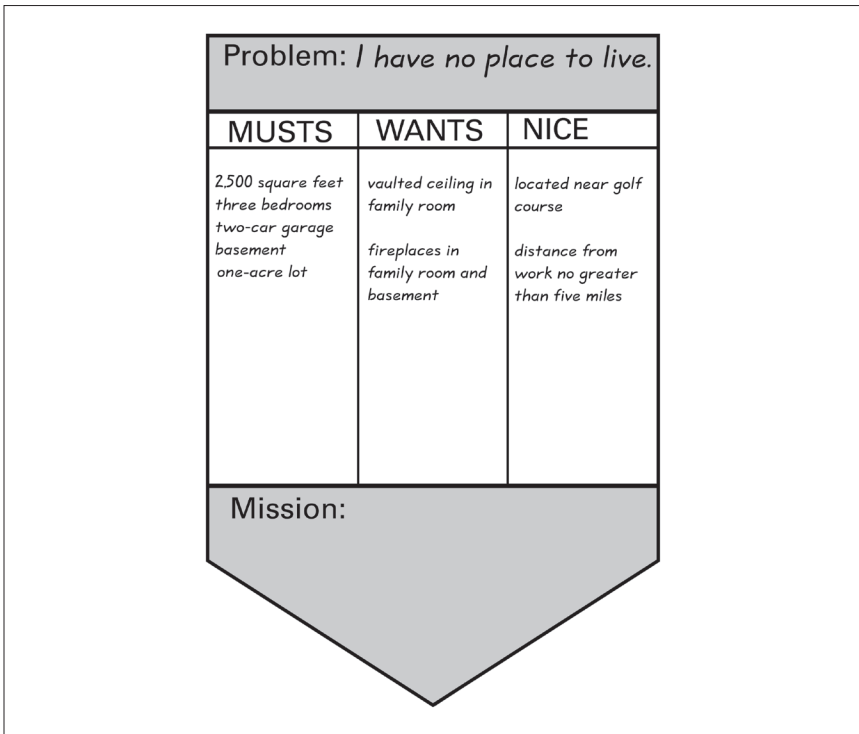 Problem: I have no place to live.
MUSTS
WANTS
NICE
2,500 square feet
three bedrooms
two-car garage
basement
one-acre lot
vaulted ceiling in
family room
fireplaces in
family room and
basement
located near golf
course
distance from
work no greater
than five miles
Mission: